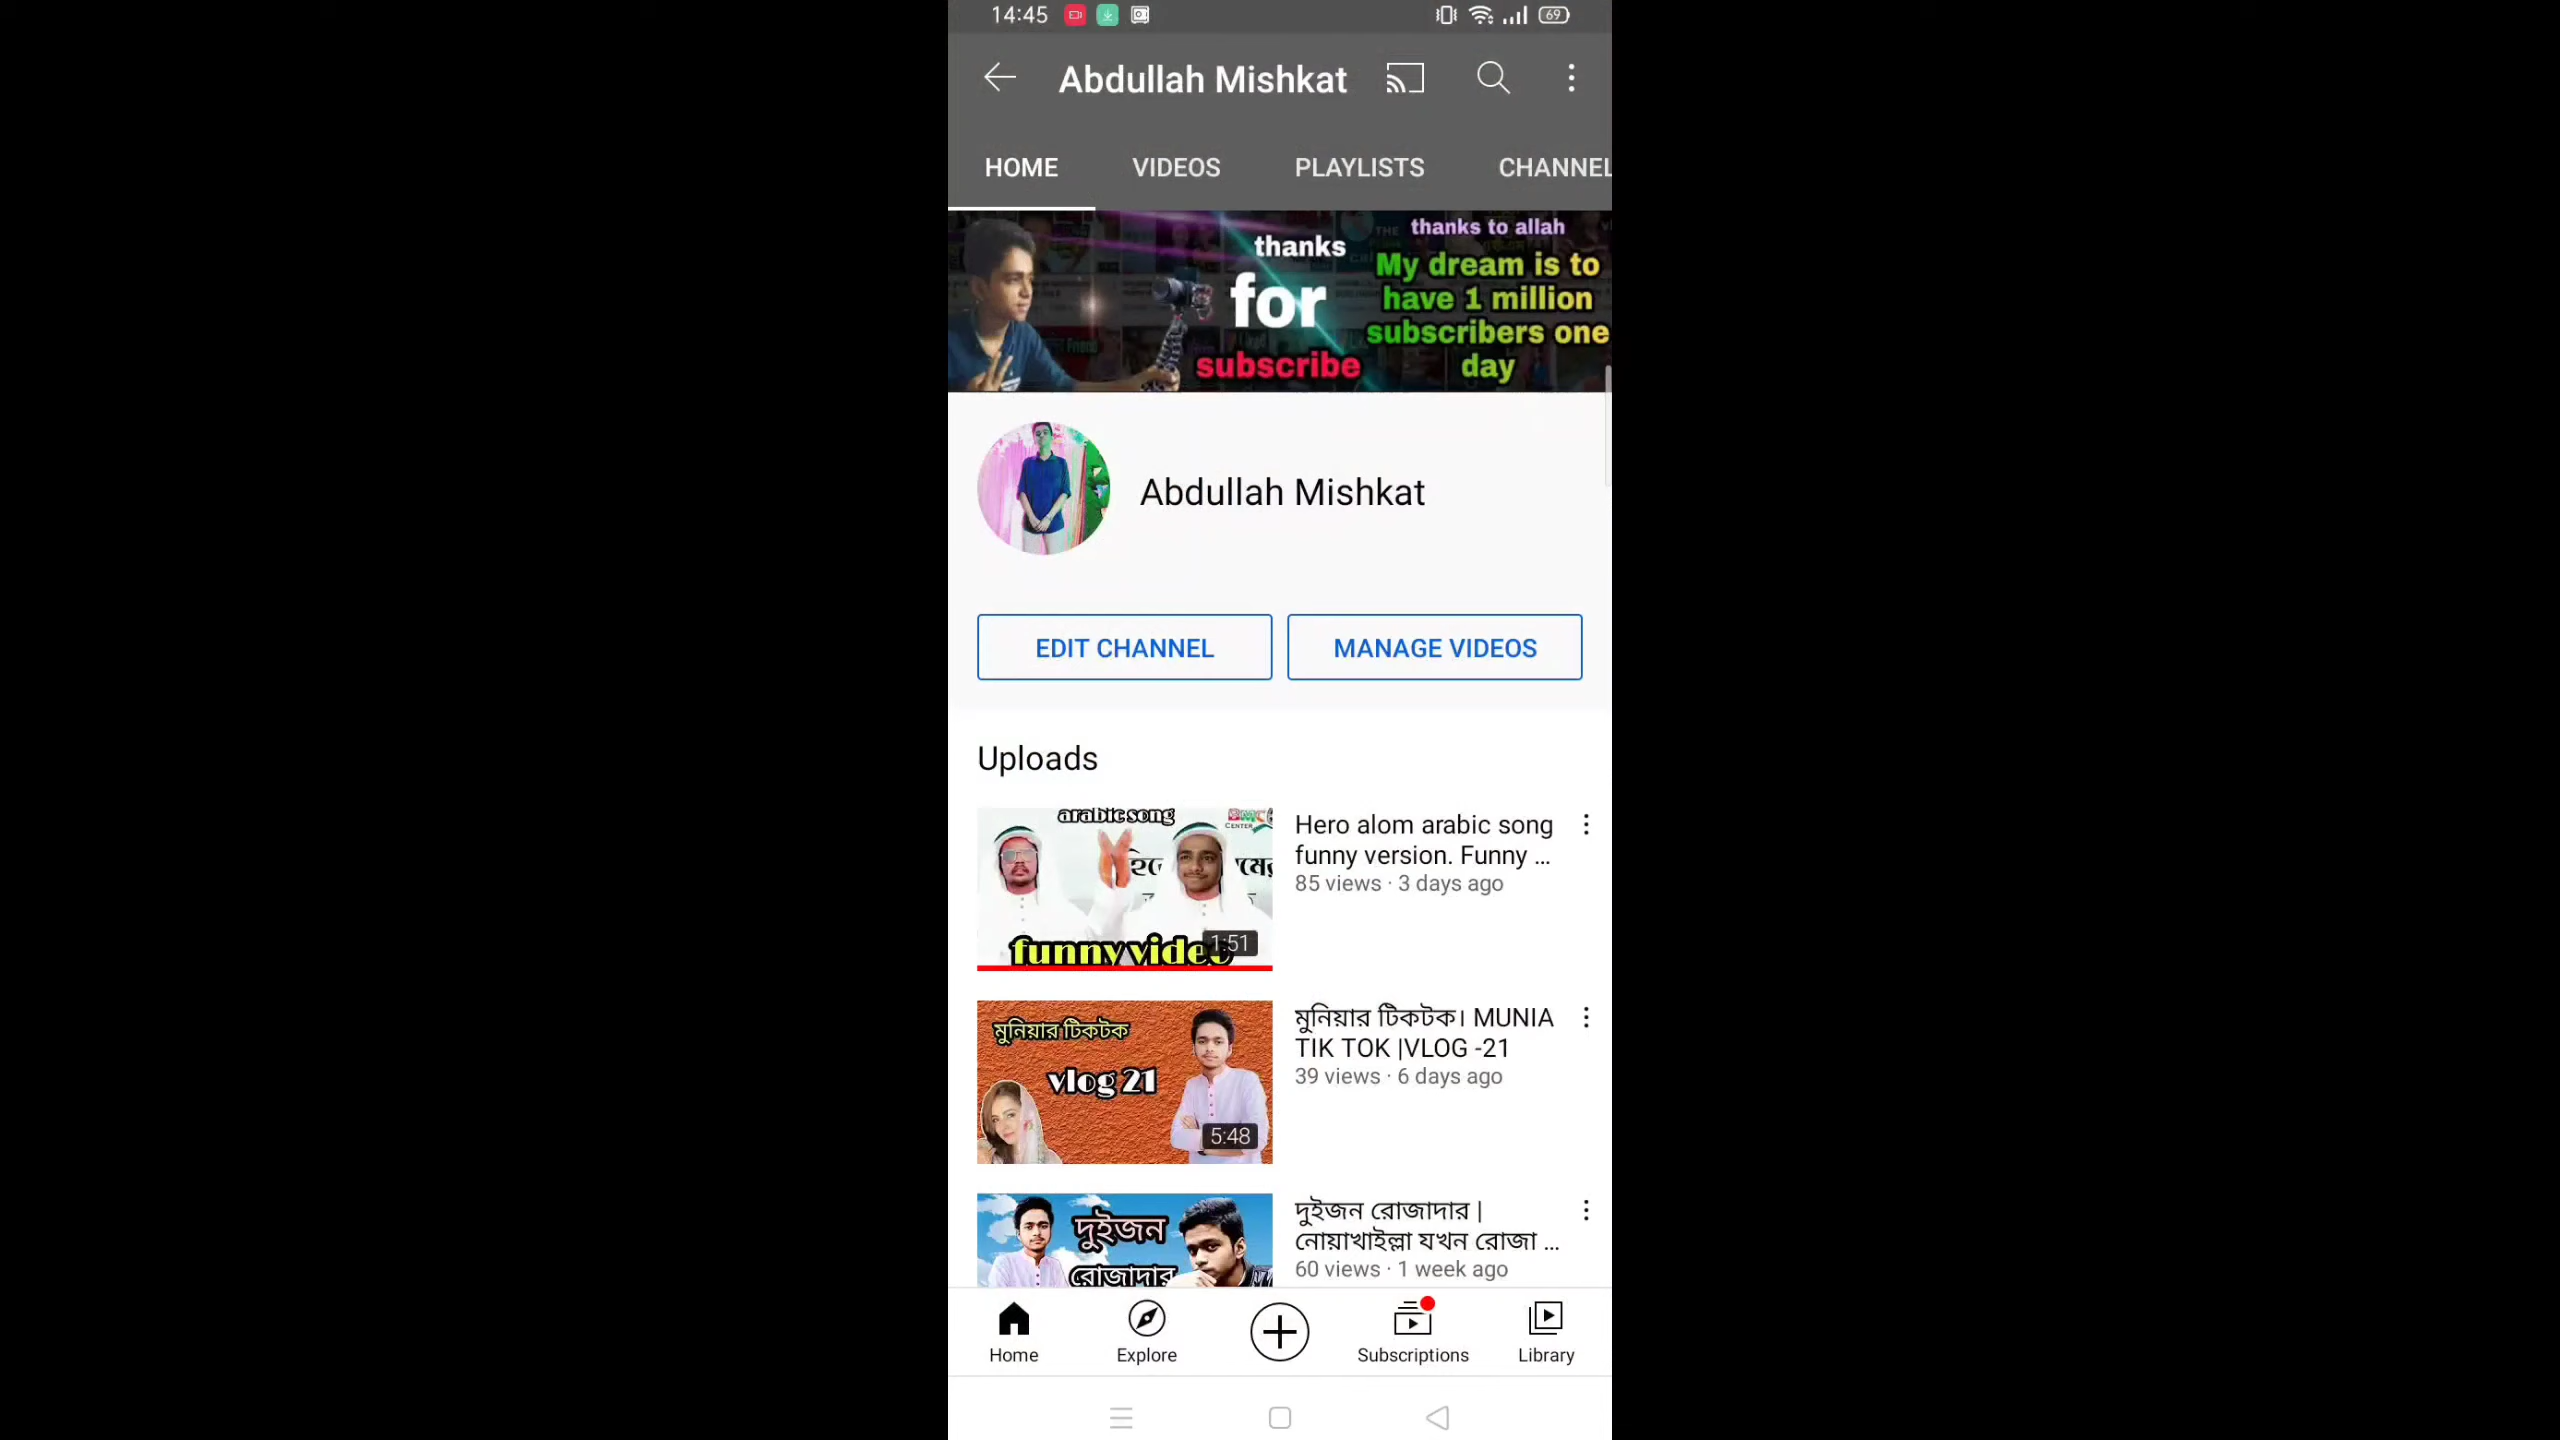 14:45
69
Abdullah Mishkat
HOME VIDEOS PLAYLISTS CHANNEL
thanks
for
subscribe
thanks to allah
My dream is to
have 1 million
subscribers one
day
Abdullah Mishkat
EDIT CHANNEL MANAGE VIDEOS
Uploads
arabic song
CENTER
funny video
1:51
Hero alom arabic song
funny version. Funny ...
85 views · 3 days ago
মুনিয়ার টিকটক
vlog 21
5:48
মুনিয়ার টিকটক। MUNIA
TIK TOK |VLOG -21
39 views · 6 days ago
দুইজন
রোজাদার
দুইজন রোজাদার |
নোয়াখাইল্লা যখন রোজা ...
60 views · 1 week ago
Home Explore Subscriptions Library